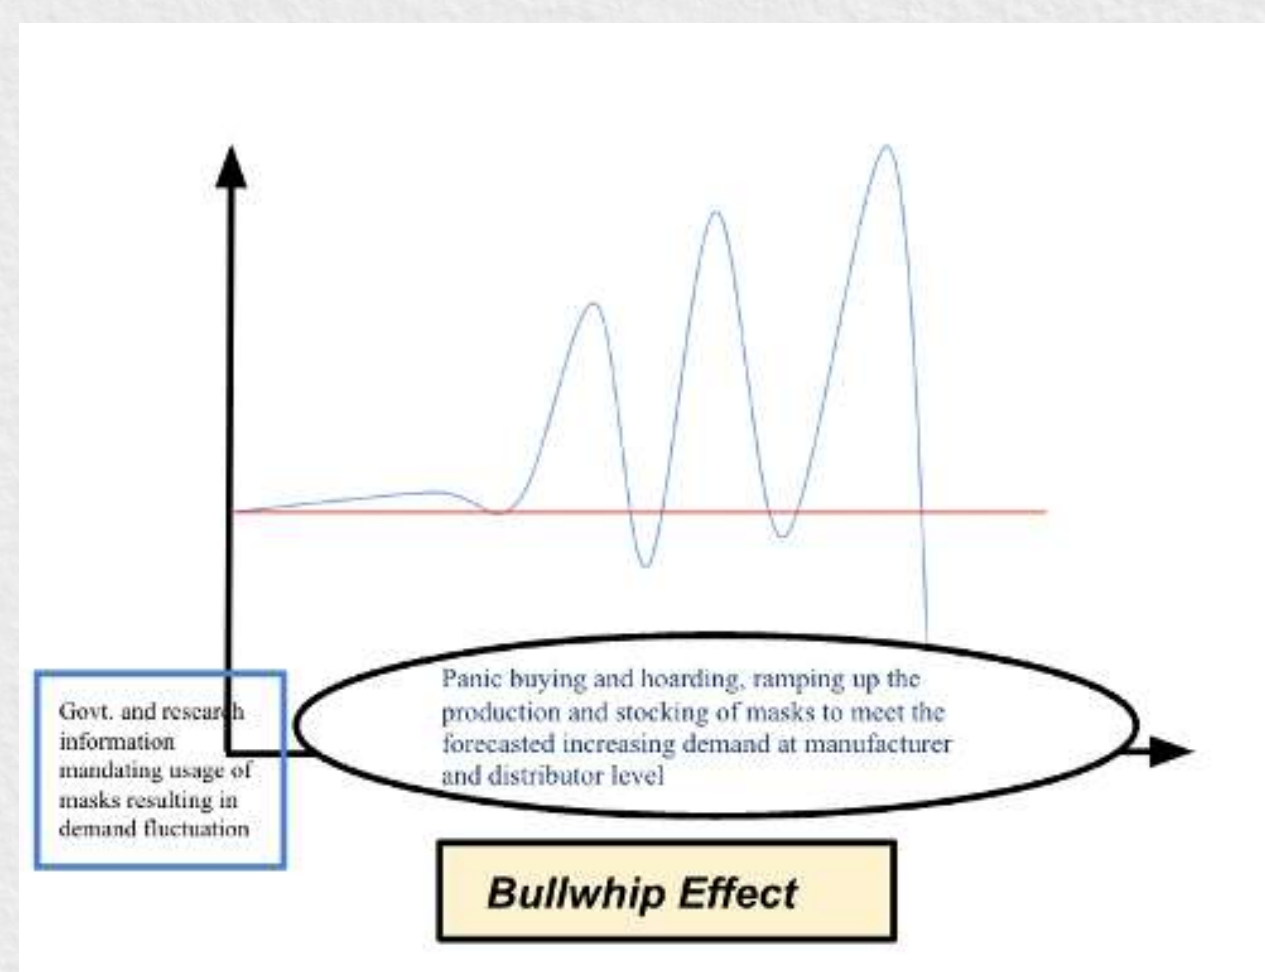 Govt. and research
information
mandating usage of
masks resulting in
demand fluctuation
Panic buying and hoarding, ramping up the
production and stocking of masks to meet the
forecasted increasing demand at manufacturer
and distributor level
Bullwhip Effect